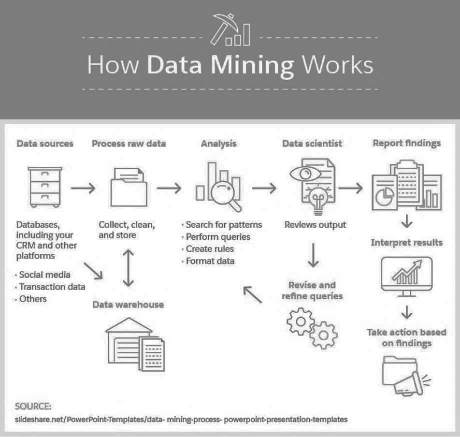 How Data Mining Works
Data sources
Process raw data
Analysis
Data scientist
Report findings
Databases,
including your
CRM and other
platforms
· Social media
· Transaction data
· Others
Collect, clean,
and store
Data warehouse
· Search for patterns
· Perform queries
· Create rules
· Format data
Reviews output
Revise and
refine queries
Interpret results
Take action based
on findings
SOURCE:
slideshare.net/PowerPoint-Templates/data- mining-process- powerpoint-presentation-templates